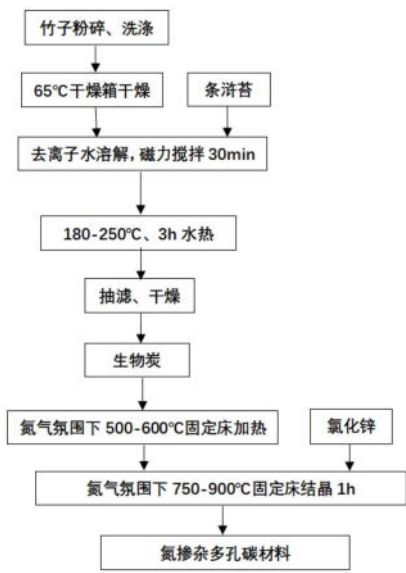 竹子粉碎、洗涤
65℃干燥箱干燥
条浒苔
去离子水溶解，磁力搅拌 30min
180-250℃、3h 水热
抽滤、干燥
生物炭
氮气氛围下 500-600℃固定床加热
氯化锌
氮气氛围下 750-900℃固定床结晶 1h
氮掺杂多孔碳材料